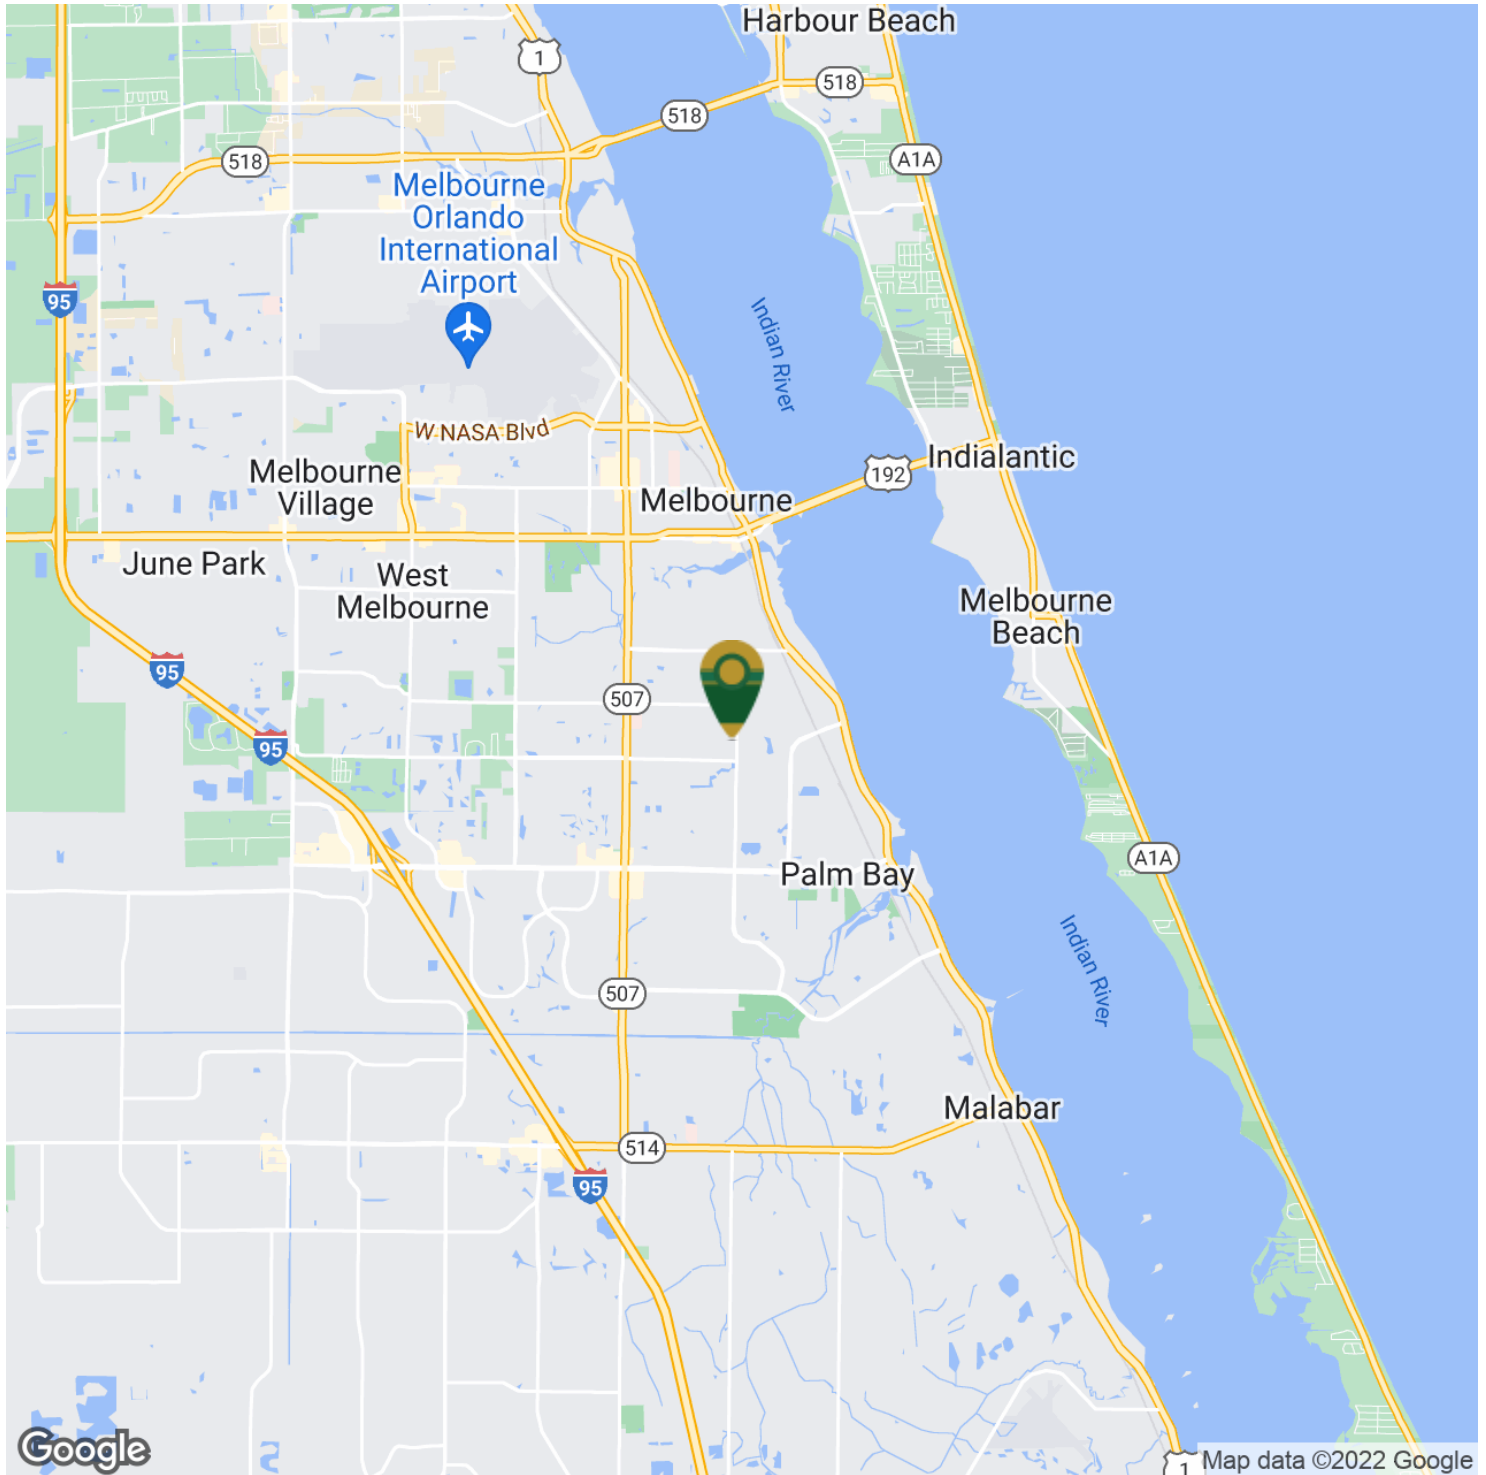 Harbour Beach
1
518
518
A1A
518
Melbourne
Orlando
International
Airport
95
Indian River
W NASA Blvd
Indialantic
192
Melbourne
Village
Melbourne
June Park
West
Melbourne
Melbourne
Beach
95
507
95
A1A
Palm Bay
Indian River
507
Malabar
514
95
Google
1
Map data ©2022 Google